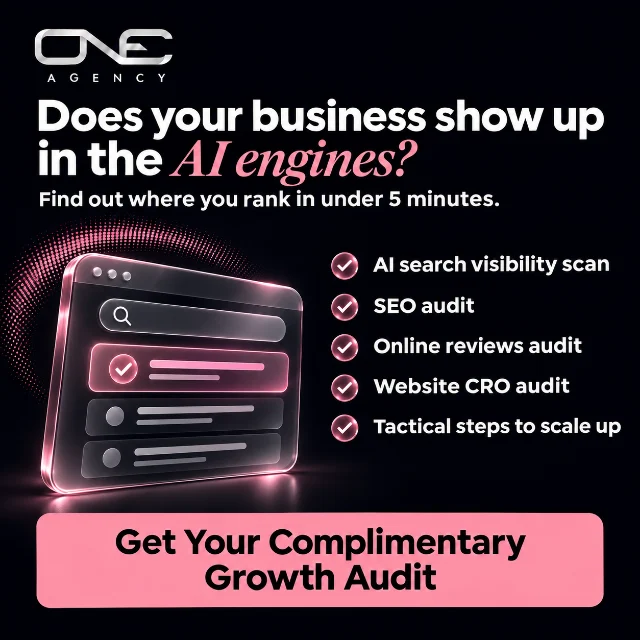 ONE
AGENCY
Does your business show up
in the AI engines?
Find out where you rank in under 5 minutes.
AI search visibility scan
SEO audit
Online reviews audit
Website CRO audit
Tactical steps to scale up
Get Your Complimentary
Growth Audit